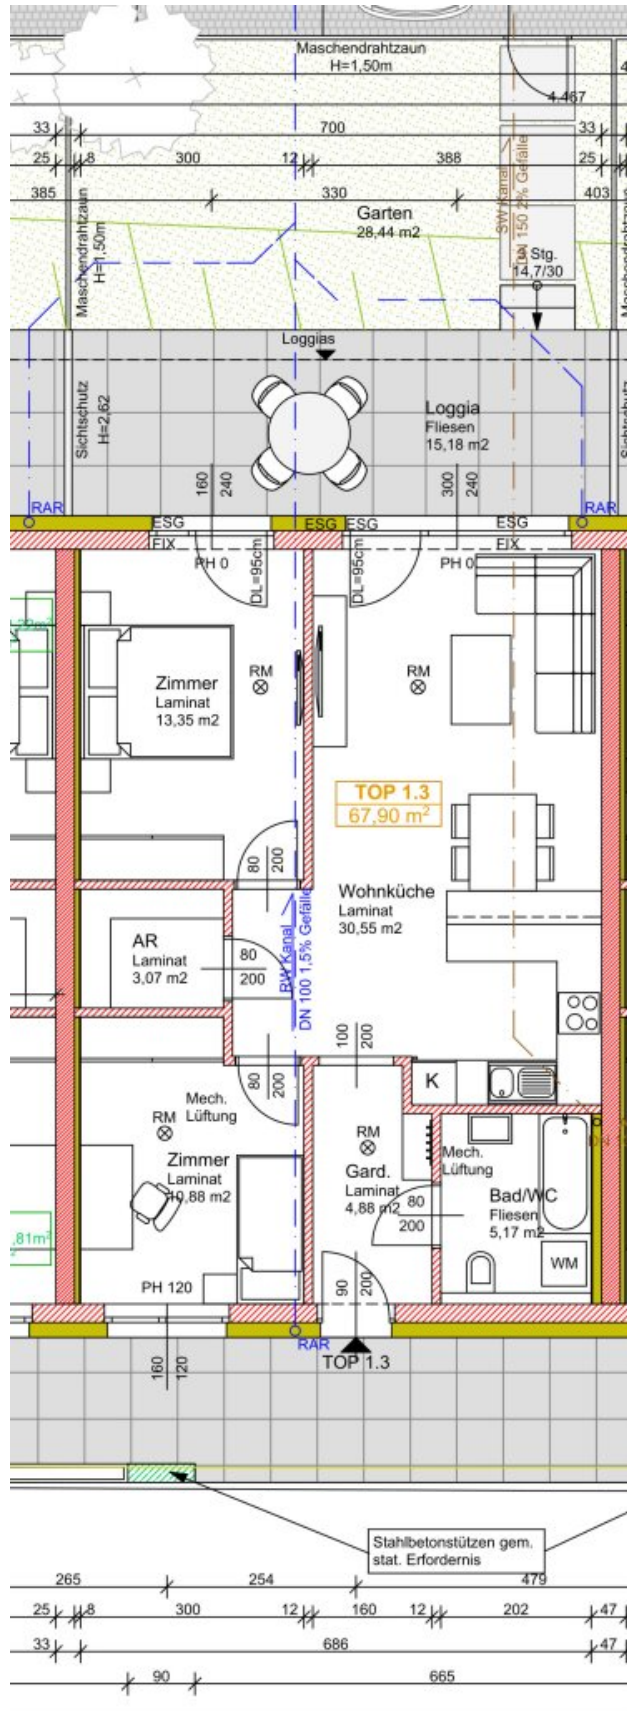 Maschendrahtzaun
H=1,50m
4.467
33
700
33
25
8
300
12
388
25
385
330
403
Maschendrahtzaun
H=1,50m
Garten
28,44 m2
SW Kanal
DN 150 2% Gefälle
Stg.
14,7/30
Loggias
Sichtschutz
H=2,62
Loggia
Fliesen
15,18 m2
Sichtschutz
160
240
300
240
RAR
ESG
ESG
ESG
ESG
RAR
FIX
FIX
PH 0
DL=95cm
DL=95cm
PH 0
RM
RM
Zimmer
Laminat
13,35 m2
TOP 1.3
67,90 m²
80
200
Wohnküche
Laminat
30,55 m2
AR
Laminat
3,07 m2
80
200
RW Kanal
DN 100 1,5% Gefälle
100
200
80
200
K
Mech.
Lüftung
RM
RM
Zimmer
Laminat
10,88 m2
Gard.
Laminat
4,88 m2
Mech.
Lüftung
80
200
Bad/WC
Fliesen
5,17 m2
DN
,81m²
WM
PH 120
90
200
RAR
160
120
TOP 1.3
Stahlbetonstützen gem.
stat. Erfordernis
265
254
479
25
8
300
12
160
12
202
47
33
686
47
90
665